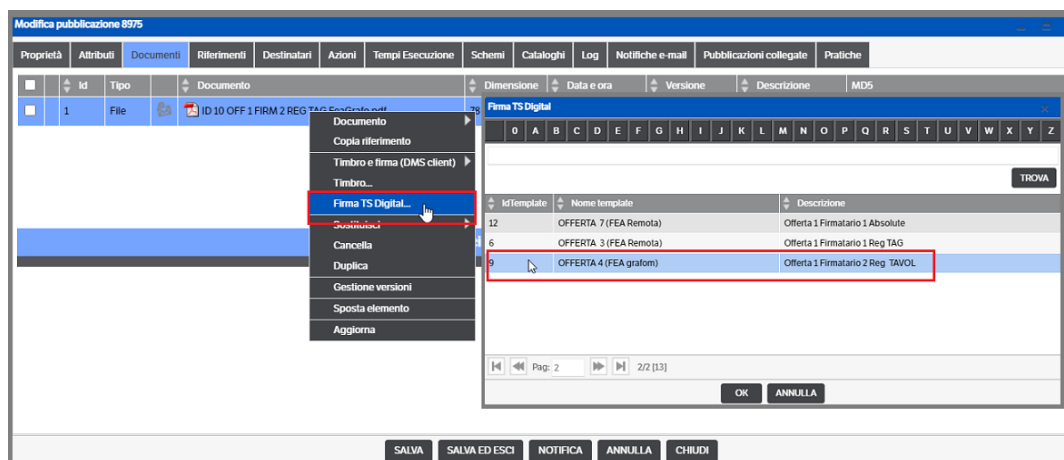 Modifica pubblicazione 8975
Proprietà Attributi Documenti Riferimenti Destinatari Azioni Tempi Esecuzione Schemi Cataloghi Log Notifiche e-mail Pubblicazioni collegate Pratiche
Id Tipo Documento Dimensione Data e ora Versione Descrizione MD5
1 File ID 10 OFF 1 FIRM 2 REG TAG FeaGrafo.pdf 78
Documento
Copia riferimento
Timbro e firma (DMS client)
Timbro...
Firma TS Digital...
Sostituisci
Cancella
Duplica
Gestione versioni
Sposta elemento
Aggiorna
Firma TS Digital
0 A B C D E F G H I J K L M N O P Q R S T U V W X Y Z
TROVA
IdTemplate Nome template Descrizione
12 OFFERTA 7 (FEA Remota) Offerta 1 Firmatario 1 Absolute
6 OFFERTA 3 (FEA Remota) Offerta 1 Firmatario 1 Reg TAG
9 OFFERTA 4 (FEA grafom) Offerta 1 Firmatario 2 Reg TAVOL
Pag: 2 2/2 [13]
OK ANNULLA
SALVA SALVA ED ESCI NOTIFICA ANNULLA CHIUDI